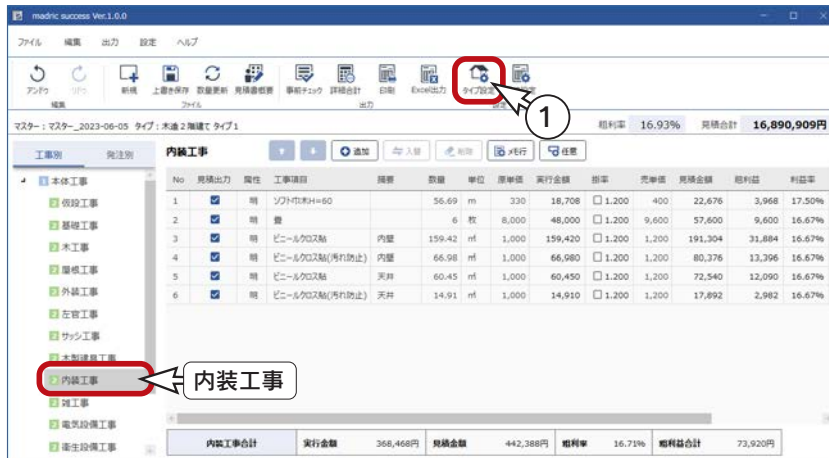 madric success Ver.1.0.0
ファイル 編集 出力 設定 ヘルプ
アンドゥ リドゥ 新規 上書き保存 数量更新 見積書概要 事前チェック 詳細合計 印刷 Excel出力 タイプ設定
編集 ファイル 出力
1
マスター：マスター_2023-06-05 タイプ：木造2階建て タイプ1 粗利率 16.93% 見積合計 16,890,909円
工事別 発注別 内装工事 追加 入替 削除 メモ行 任意
No 見積出力 属性 工事項目 摘要 数量 単位 原単価 実行金額 掛率 売単価 見積金額 粗利益 利益率
本体工事
1 明 ソフト巾木H=60 56.69 m 330 18,708 1.200 400 22,676 3,968 17.50%
仮設工事
2 明 畳 6 枚 8,000 48,000 1.200 9,600 57,600 9,600 16.67%
基礎工事
3 明 ビニールクロス貼 内壁 159.42 ㎡ 1,000 159,420 1.200 1,200 191,304 31,884 16.67%
木工事
4 明 ビニールクロス貼(汚れ防止) 内壁 66.98 ㎡ 1,000 66,980 1.200 1,200 80,376 13,396 16.67%
屋根工事
5 明 ビニールクロス貼 天井 60.45 ㎡ 1,000 60,450 1.200 1,200 72,540 12,090 16.67%
外装工事
6 明 ビニールクロス貼(汚れ防止) 天井 14.91 ㎡ 1,000 14,910 1.200 1,200 17,892 2,982 16.67%
左官工事
サッシ工事
木製建具工事
内装工事
内装工事
雑工事
電気設備工事
衛生設備工事
内装工事合計 実行金額 368,468円 見積金額 442,388円 粗利率 16.71% 粗利益合計 73,920円